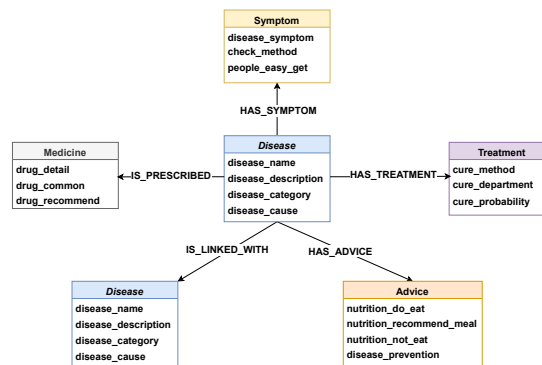 Symptom
disease_symptom
check_method
people_easy_get
HAS_SYMPTOM
Medicine
drug_detail
drug_common
drug_recommend
IS_PRESCRIBED
Disease
disease_name
disease_description
disease_category
disease_cause
HAS_TREATMENT
Treatment
cure_method
cure_department
cure_probability
IS_LINKED_WITH
HAS_ADVICE
Disease
disease_name
disease_description
disease_category
disease_cause
Advice
nutrition_do_eat
nutrition_recommend_meal
nutrition_not_eat
disease_prevention